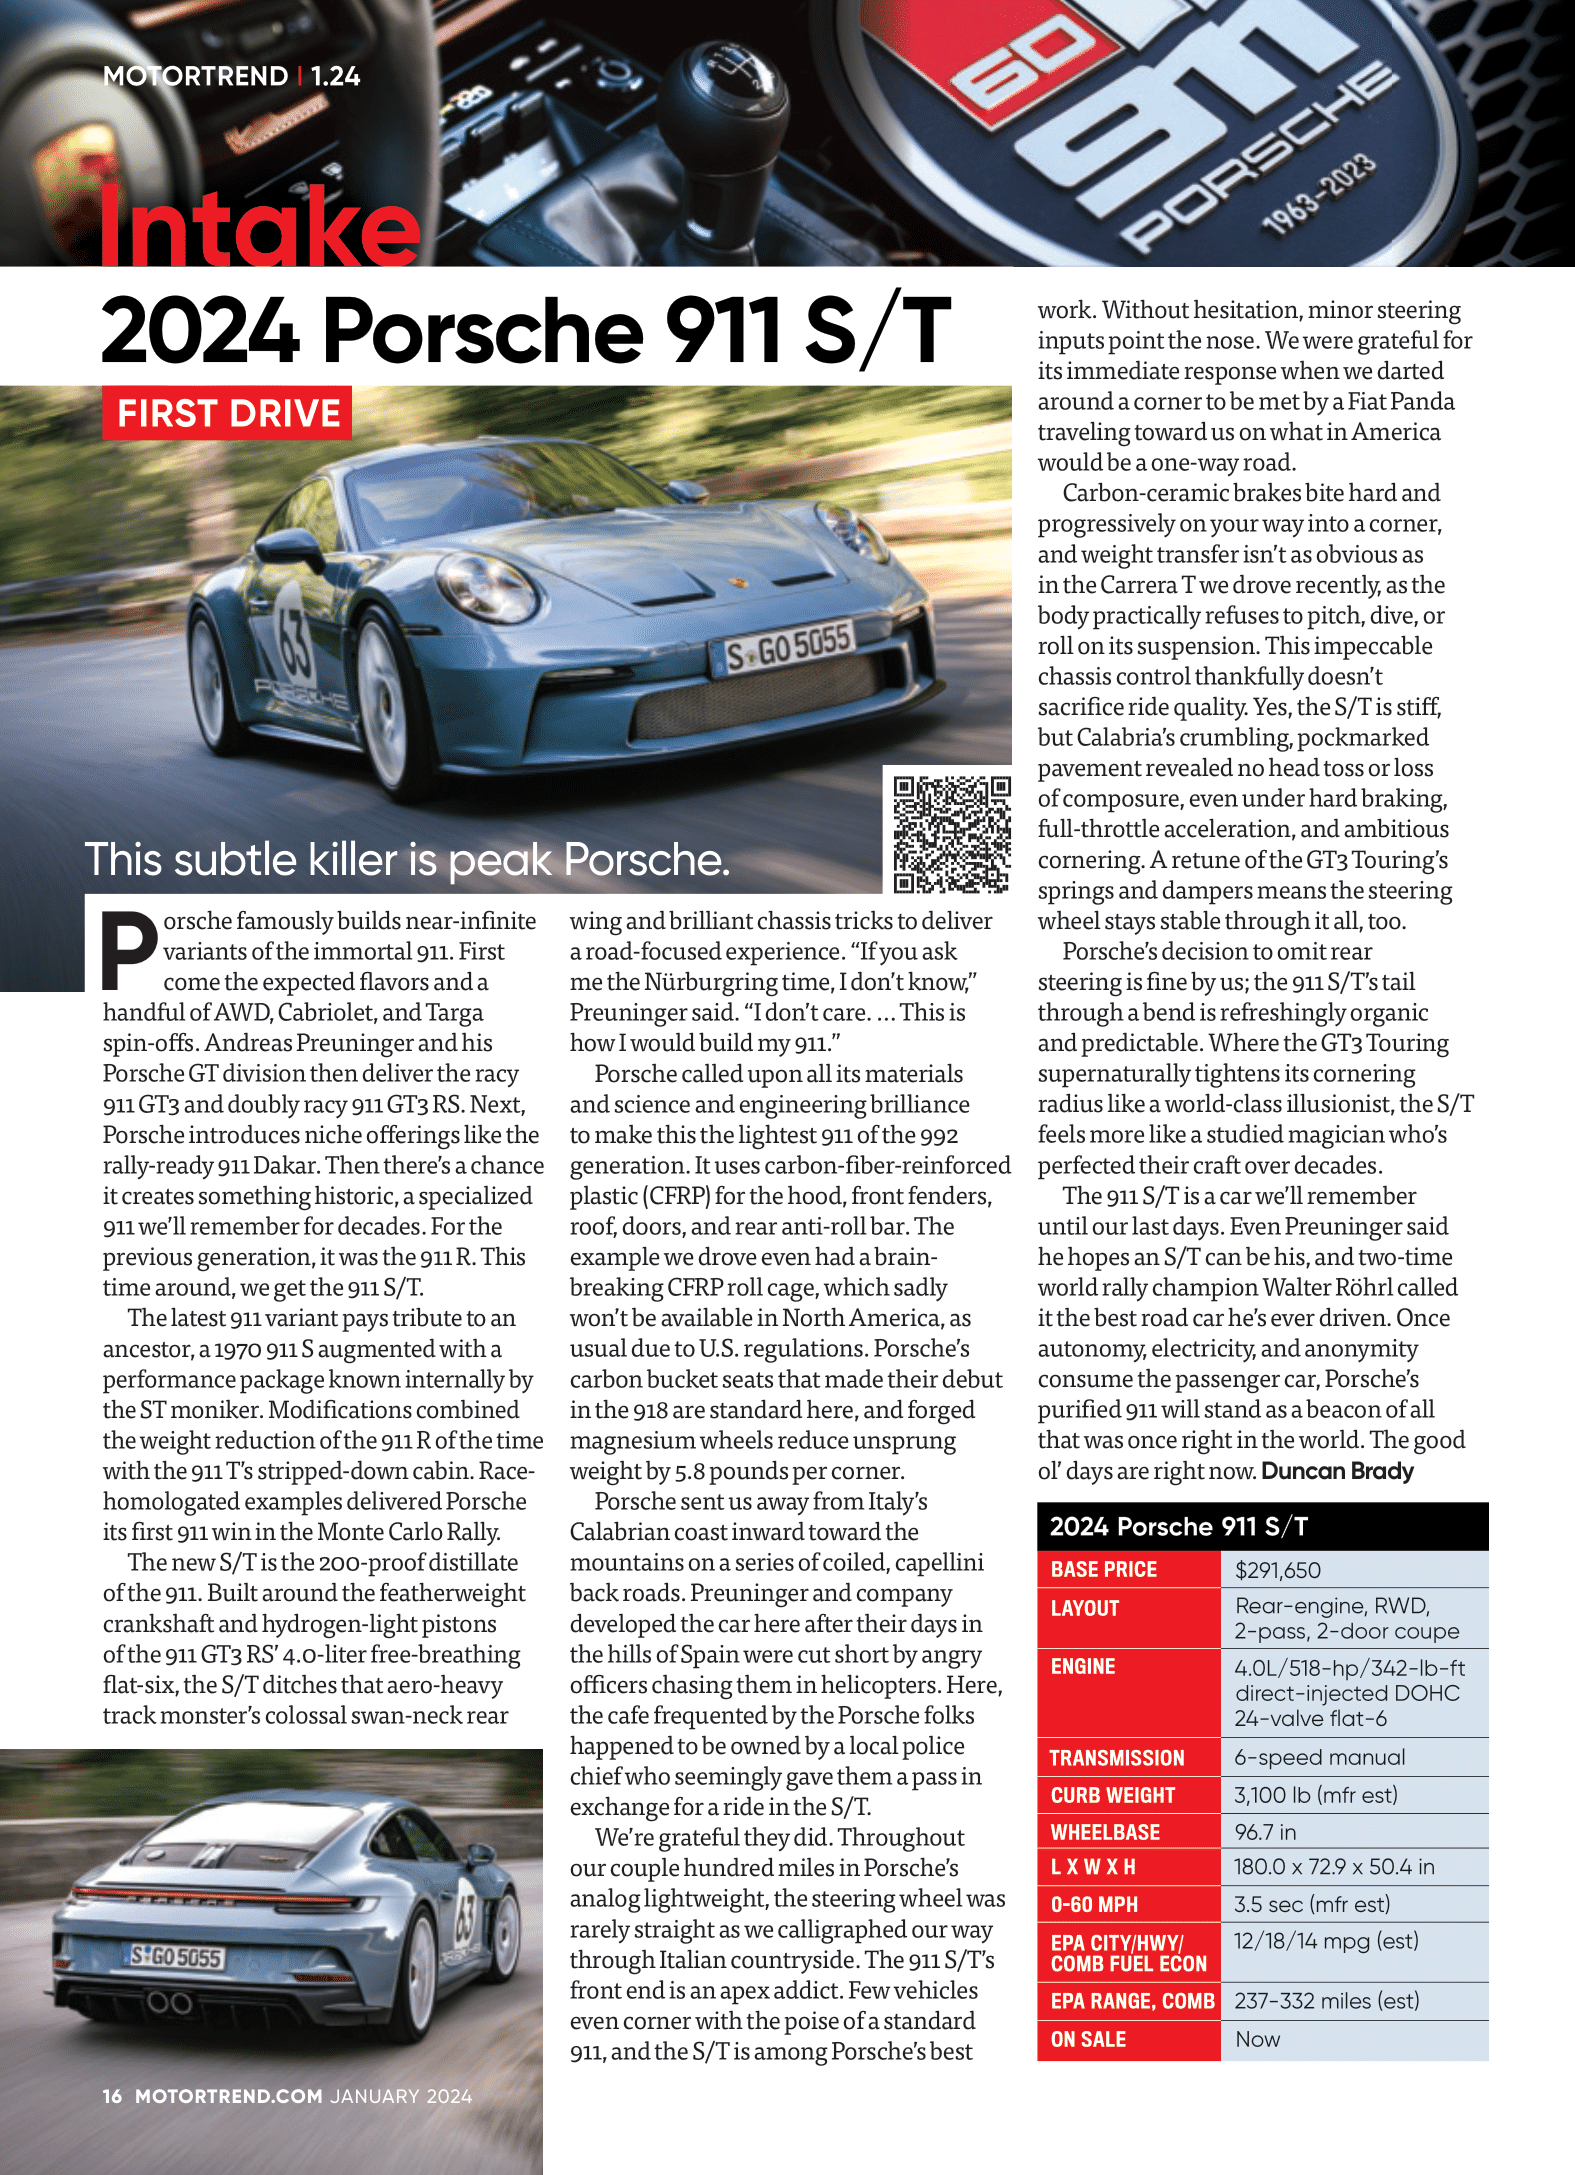 MOTORTREND | 1.24
Intake
50
911
PORSCHE
1963–2023
2024 Porsche 911 S/T
FIRST DRIVE
63
PORSCHE
S GO 5055
This subtle killer is peak Porsche.
Porsche famously builds near-infinite
variants of the immortal 911. First
come the expected flavors and a
handful of AWD, Cabriolet, and Targa
spin-offs. Andreas Preuninger and his
Porsche GT division then deliver the racy
911 GT3 and doubly racy 911 GT3 RS. Next,
Porsche introduces niche offerings like the
rally-ready 911 Dakar. Then there’s a chance
it creates something historic, a specialized
911 we’ll remember for decades. For the
previous generation, it was the 911 R. This
time around, we get the 911 S/T.
The latest 911 variant pays tribute to an
ancestor, a 1970 911 S augmented with a
performance package known internally by
the ST moniker. Modifications combined
the weight reduction of the 911 R of the time
with the 911 T’s stripped-down cabin. Race-
homologated examples delivered Porsche
its first 911 win in the Monte Carlo Rally.
The new S/T is the 200-proof distillate
of the 911. Built around the featherweight
crankshaft and hydrogen-light pistons
of the 911 GT3 RS’ 4.0-liter free-breathing
flat-six, the S/T ditches that aero-heavy
track monster’s colossal swan-neck rear
wing and brilliant chassis tricks to deliver
a road-focused experience. “If you ask
me the Nürburgring time, I don’t know,”
Preuninger said. “I don’t care. … This is
how I would build my 911.”
Porsche called upon all its materials
and science and engineering brilliance
to make this the lightest 911 of the 992
generation. It uses carbon-fiber-reinforced
plastic (CFRP) for the hood, front fenders,
roof, doors, and rear anti-roll bar. The
example we drove even had a brain-
breaking CFRP roll cage, which sadly
won’t be available in North America, as
usual due to U.S. regulations. Porsche’s
carbon bucket seats that made their debut
in the 918 are standard here, and forged
magnesium wheels reduce unsprung
weight by 5.8 pounds per corner.
Porsche sent us away from Italy’s
Calabrian coast inward toward the
mountains on a series of coiled, capellini
back roads. Preuninger and company
developed the car here after their days in
the hills of Spain were cut short by angry
officers chasing them in helicopters. Here,
the cafe frequented by the Porsche folks
happened to be owned by a local police
chief who seemingly gave them a pass in
exchange for a ride in the S/T.
We’re grateful they did. Throughout
our couple hundred miles in Porsche’s
analog lightweight, the steering wheel was
rarely straight as we calligraphed our way
through Italian countryside. The 911 S/T’s
front end is an apex addict. Few vehicles
even corner with the poise of a standard
911, and the S/T is among Porsche’s best
work. Without hesitation, minor steering
inputs point the nose. We were grateful for
its immediate response when we darted
around a corner to be met by a Fiat Panda
traveling toward us on what in America
would be a one-way road.
Carbon-ceramic brakes bite hard and
progressively on your way into a corner,
and weight transfer isn’t as obvious as
in the Carrera T we drove recently, as the
body practically refuses to pitch, dive, or
roll on its suspension. This impeccable
chassis control thankfully doesn’t
sacrifice ride quality. Yes, the S/T is stiff,
but Calabria’s crumbling, pockmarked
pavement revealed no head toss or loss
of composure, even under hard braking,
full-throttle acceleration, and ambitious
cornering. A retune of the GT3 Touring’s
springs and dampers means the steering
wheel stays stable through it all, too.
Porsche’s decision to omit rear
steering is fine by us; the 911 S/T’s tail
through a bend is refreshingly organic
and predictable. Where the GT3 Touring
supernaturally tightens its cornering
radius like a world-class illusionist, the S/T
feels more like a studied magician who’s
perfected their craft over decades.
The 911 S/T is a car we’ll remember
until our last days. Even Preuninger said
he hopes an S/T can be his, and two-time
world rally champion Walter Röhrl called
it the best road car he’s ever driven. Once
autonomy, electricity, and anonymity
consume the passenger car, Porsche’s
purified 911 will stand as a beacon of all
that was once right in the world. The good
ol’ days are right now. Duncan Brady
2024 Porsche 911 S/T
BASE PRICE $291,650
LAYOUT Rear-engine, RWD,
2-pass, 2-door coupe
ENGINE 4.0L/518-hp/342-lb-ft
direct-injected DOHC
24-valve flat-6
TRANSMISSION 6-speed manual
CURB WEIGHT 3,100 lb (mfr est)
WHEELBASE 96.7 in
L X W X H 180.0 x 72.9 x 50.4 in
0-60 MPH 3.5 sec (mfr est)
EPA CITY/HWY/
COMB FUEL ECON 12/18/14 mpg (est)
EPA RANGE, COMB 237-332 miles (est)
ON SALE Now
63
S GO 5055
16 MOTORTREND.COM JANUARY 2024